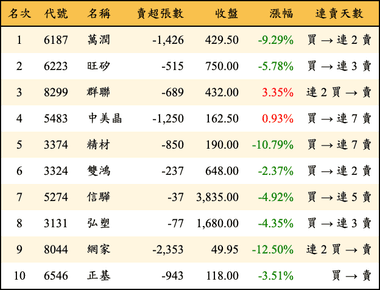 名次 代號 名稱 賣超張數 收盤 漲幅 連賣天數
1 6187 萬潤 -1,426 429.50 -9.29% 買 → 連 2 賣
2 6223 旺矽 -515 750.00 -5.78% 買 → 連 3 賣
3 8299 群聯 -689 432.00 3.35% 連 2 買 → 賣
4 5483 中美晶 -1,250 162.50 0.93% 買 → 連 7 賣
5 3374 精材 -850 190.00 -10.79% 買 → 連 7 賣
6 3324 雙鴻 -237 648.00 -2.37% 買 → 連 2 賣
7 5274 信驊 -37 3,835.00 -4.92% 買 → 連 5 賣
8 3131 弘塑 -77 1,680.00 -4.35% 買 → 連 3 賣
9 8044 網家 -2,353 49.95 -12.50% 連 2 買 → 賣
10 6546 正基 -943 118.00 -3.51% 買 → 賣